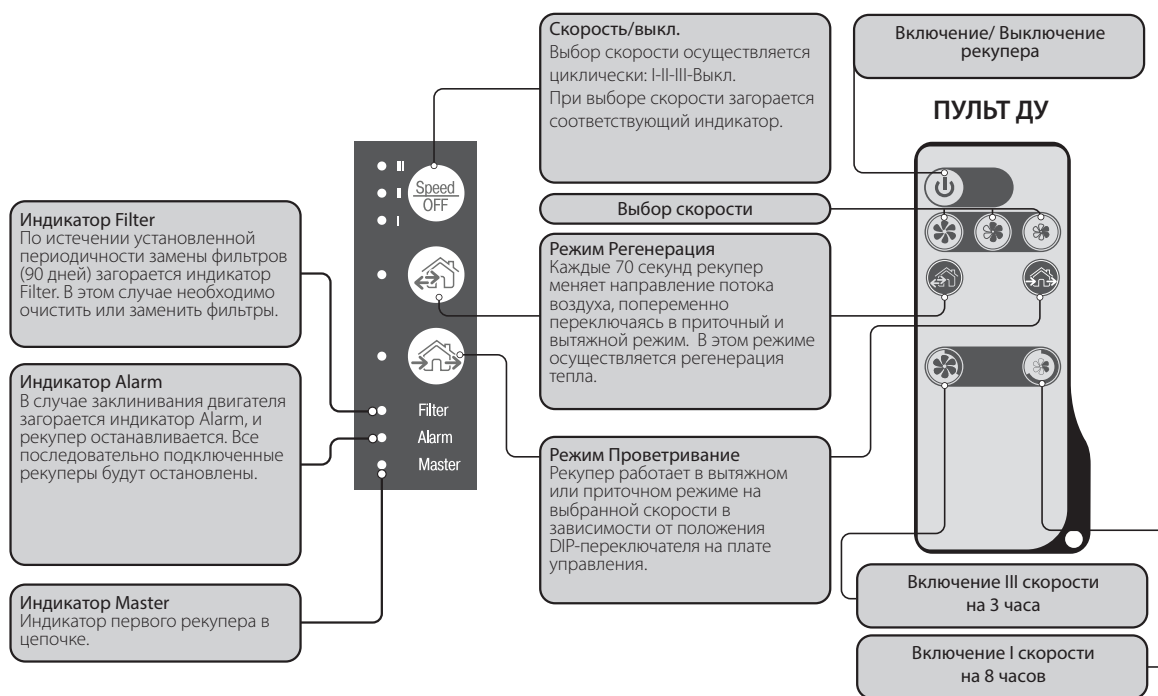 Скорость/выкл.
Выбор скорости осуществляется
циклически: I-II-III-Выкл.
При выборе скорости загорается
соответствующий индикатор.
Включение/ Выключение
рекупера
ПУЛЬТ ДУ
III
II
I
Speed
OFF
Выбор скорости
Индикатор Filter
По истечении установленной
периодичности замены фильтров
(90 дней) загорается индикатор
Filter. В этом случае необходимо
очистить или заменить фильтры.
Режим Регенерация
Каждые 70 секунд рекупер
меняет направление потока
воздуха, попеременно
переключаясь в приточный и
вытяжной режим. В этом режиме
осуществляется регенерация
тепла.
Индикатор Alarm
В случае заклинивания двигателя
загорается индикатор Alarm, и
рекупер останавливается. Все
последовательно подключенные
рекуперы будут остановлены.
Filter
Alarm
Master
Режим Проветривание
Рекупер работает в вытяжном
или приточном режиме на
выбранной скорости в
зависимости от положения
DIP-переключателя на плате
управления.
Индикатор Master
Индикатор первого рекупера в
цепочке.
Включение III скорости
на 3 часа
Включение I скорости
на 8 часов